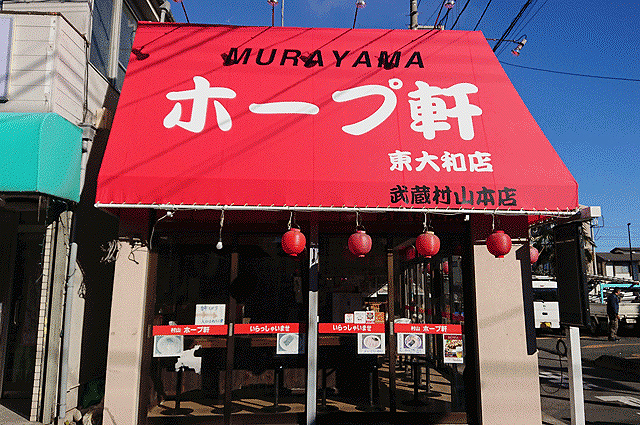 MURAYAMA
ホープ軒
東大和店
武蔵村山本店
村山 ホープ軒
いらっしゃいませ
いらっしゃいませ
村山 ホープ軒